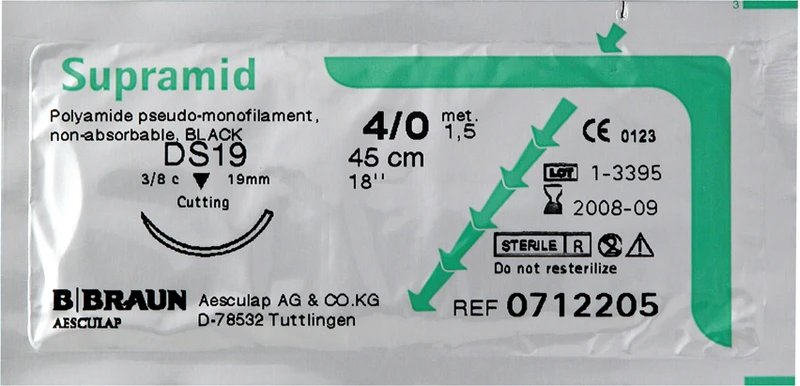 3
Supramid
Polyamide pseudo-monofilament,
non-absorbable, BLACK
DS19
3/8 c 19mm
Cutting
4/0 met.
1,5
45 cm
18''
CE 0123
LOT 1-3395
2008-09
STERILE R 2
Do not resterilize
B|BRAUN
AESCULAP
Aesculap AG & CO.KG
D-78532 Tuttlingen
REF 0712205